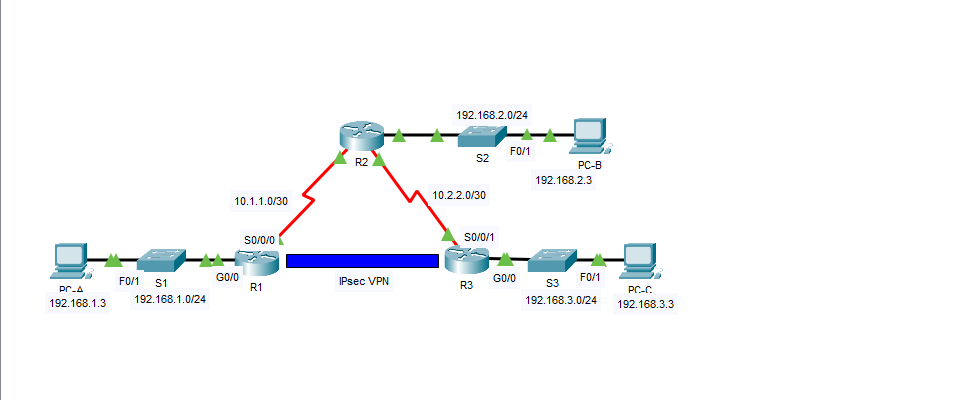 192.168.2.0/24
R2
S2
F0/1
PC-B
192.168.2.3
10.1.1.0/30
10.2.2.0/30
S0/0/0
S0/0/1
F0/1
S1
G0/0
R1
IPsec VPN
R3
G0/0
S3
F0/1
PC-A
192.168.1.3
192.168.1.0/24
192.168.3.0/24
PC-C
192.168.3.3